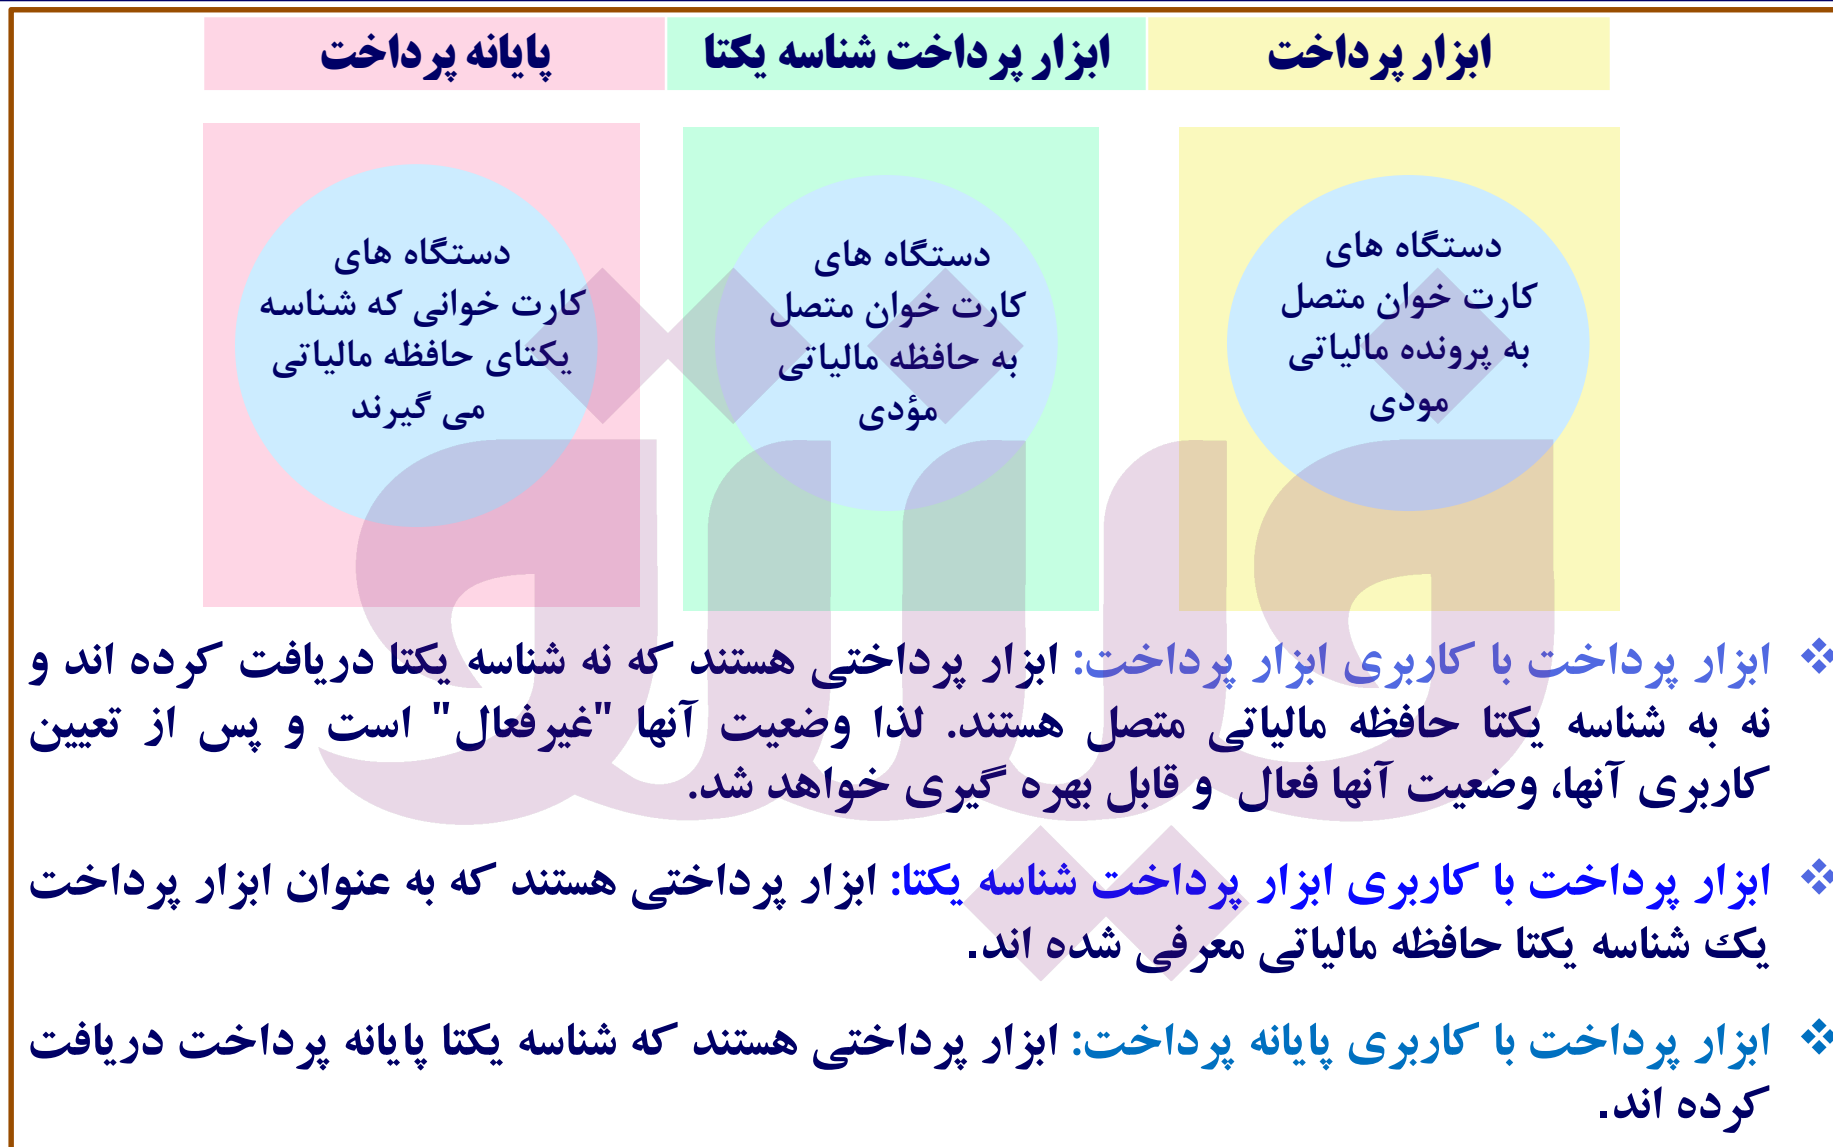 ابزار پرداخت
ابزار پرداخت شناسه یکتا
پایانه پرداخت
دستگاه های
کارت خوان متصل
به پرونده مالیاتی
مودی
دستگاه های
کارت خوان متصل
به حافظه مالیاتی
مؤدی
دستگاه های
کارت خوانی که شناسه
یکتای حافظه مالیاتی
می گیرند
❖ ابزار پرداخت با کاربری ابزار پرداخت: ابزار پرداختی هستند که نه شناسه یکتا دریافت کرده اند و
نه به شناسه یکتا حافظه مالیاتی متصل هستند. لذا وضعیت آنها "غیرفعال" است و پس از تعیین
کاربری آنها، وضعیت آنها فعال و قابل بهره گیری خواهد شد.
❖ ابزار پرداخت با کاربری ابزار پرداخت شناسه یکتا: ابزار پرداختی هستند که به عنوان ابزار پرداخت
یک شناسه یکتا حافظه مالیاتی معرفی شده اند.
❖ ابزار پرداخت با کاربری پایانه پرداخت: ابزار پرداختی هستند که شناسه یکتا پایانه پرداخت دریافت
کرده اند.